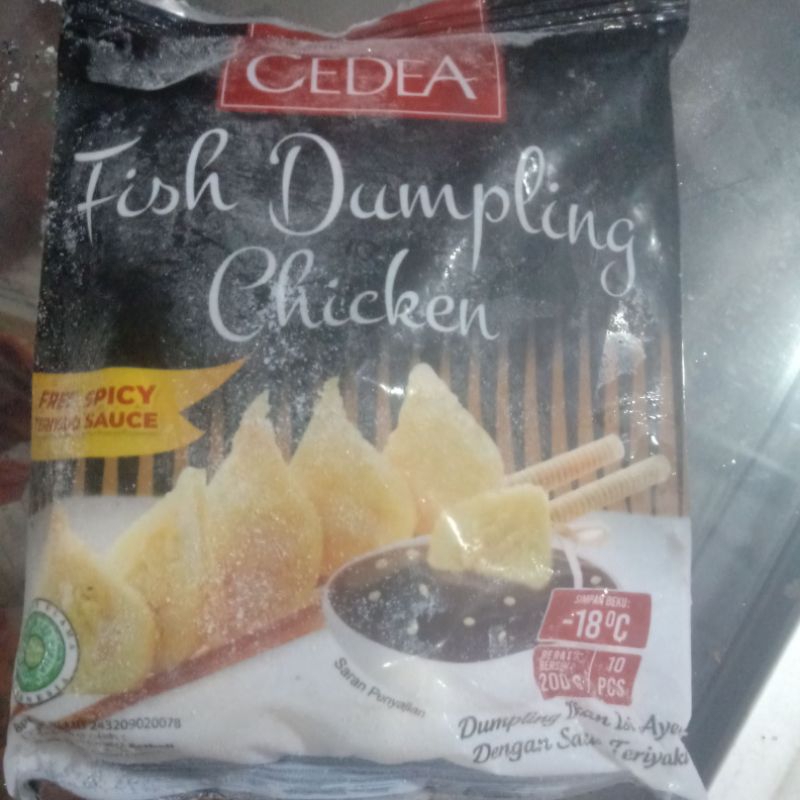 CEDEA
Fish Dumpling
Chicken
FREE SPICY
TERIYAKI SAUCE
SIMPAN BEKU:
-18°C
BERAT
BERSIH
200 g
10
PCS
Saran Penyajian
243209020078
Dumpling Ikan Isi Ayam
Dengan Saus Teriyaki